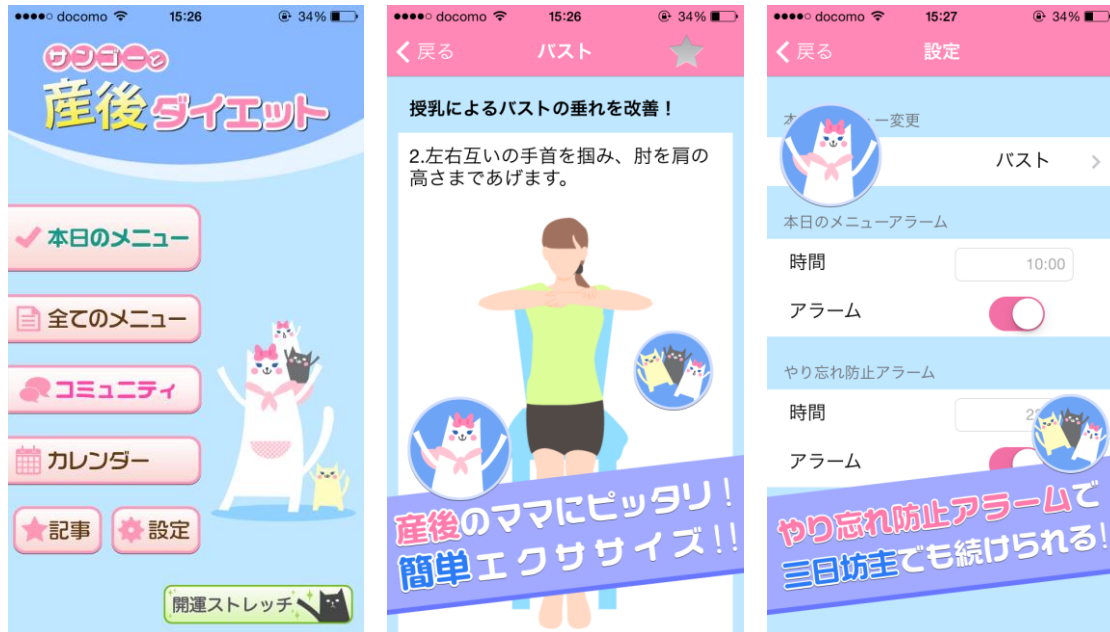 ●●●●○ docomo 15:26 34%
サンゴーと
産後ダイエット
本日のメニュー
全てのメニュー
コミュニティ
カレンダー
記事
設定
開運ストレッチ
●●●●○ docomo 15:26 34%
戻る バスト
授乳によるバストの垂れを改善！
2.左右互いの手首を掴み、肘を肩の
高さまであげます。
産後のママにピッタリ！
簡単エクササイズ!!
●●●●○ docomo 15:27 34%
戻る 設定
ー変更
バスト
本日のメニューアラーム
時間 10:00
アラーム
やり忘れ防止アラーム
時間
アラーム
やり忘れ防止アラームで
三日坊主でも続けられる!